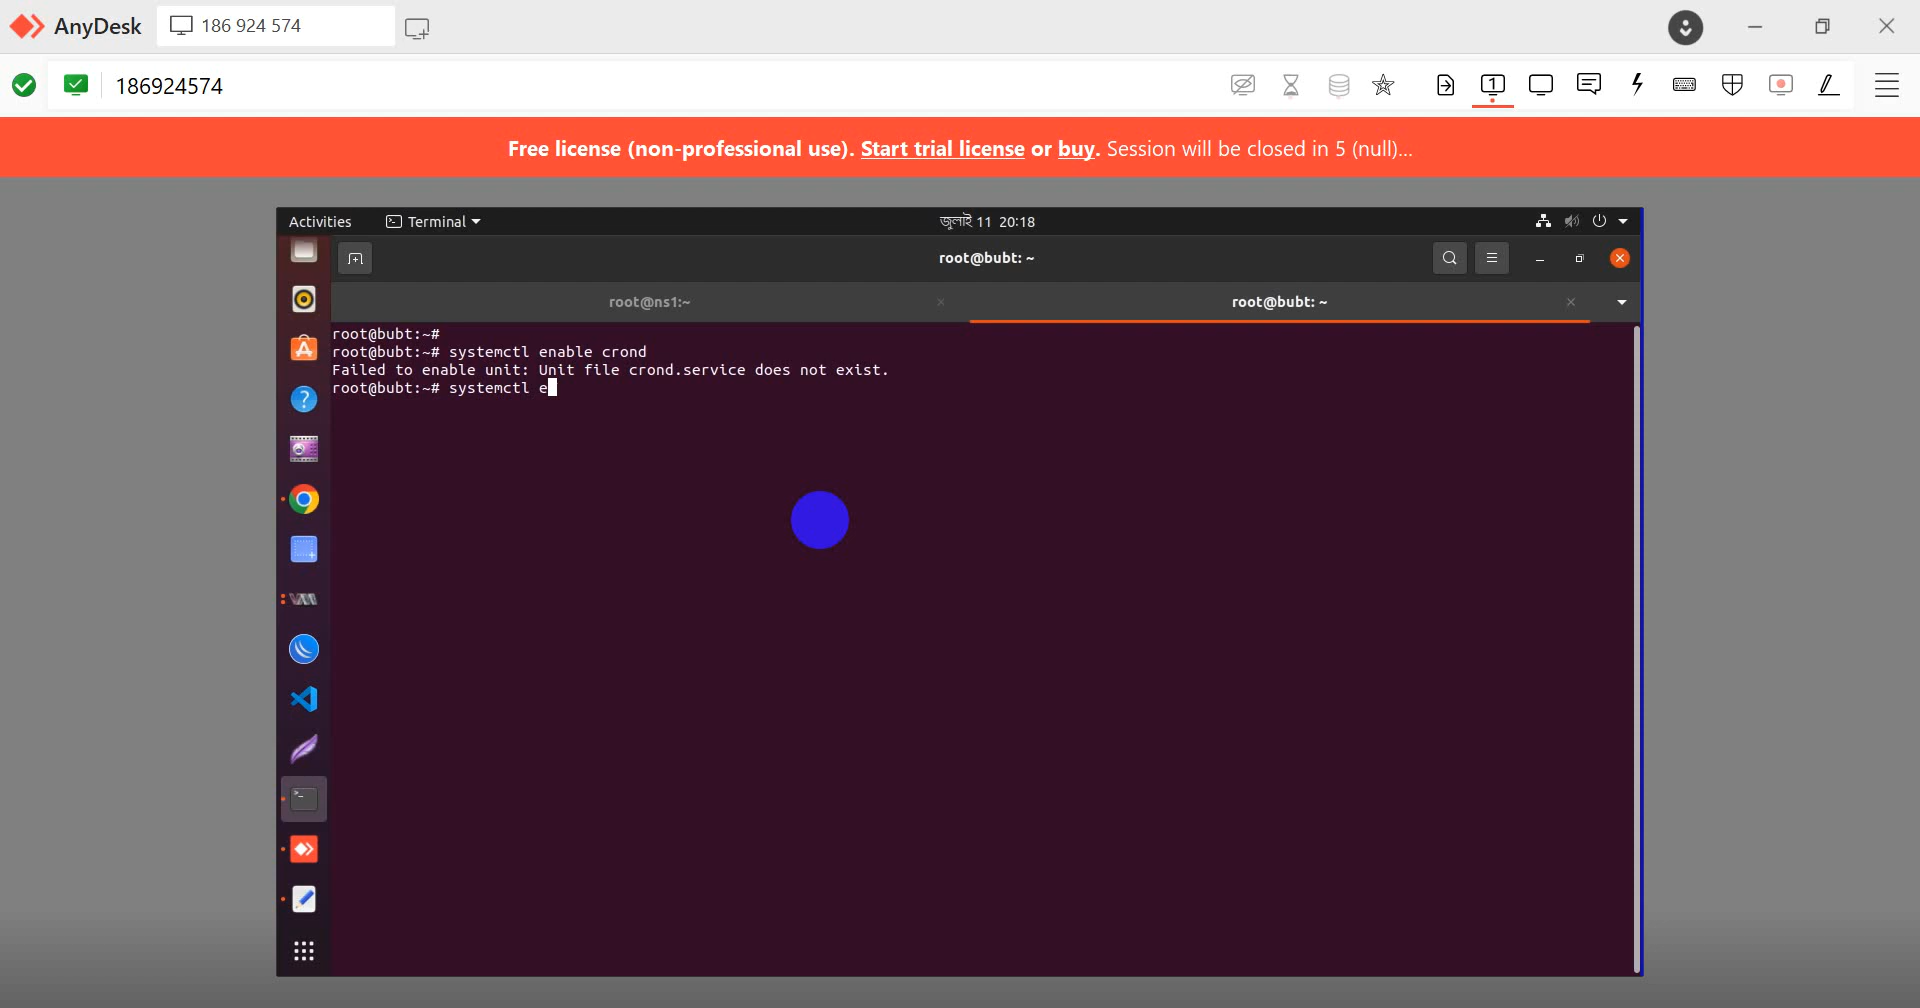 AnyDesk
186 924 574
186924574
1
Free license (non-professional use). Start trial license or buy. Session will be closed in 5 (null)...
Activities
Terminal
জুলাই 11 20:18
root@bubt: ~
root@ns1:~
root@bubt: ~
root@bubt:~#
root@bubt:~# systemctl enable crond
Failed to enable unit: Unit file crond.service does not exist.
root@bubt:~# systemctl e